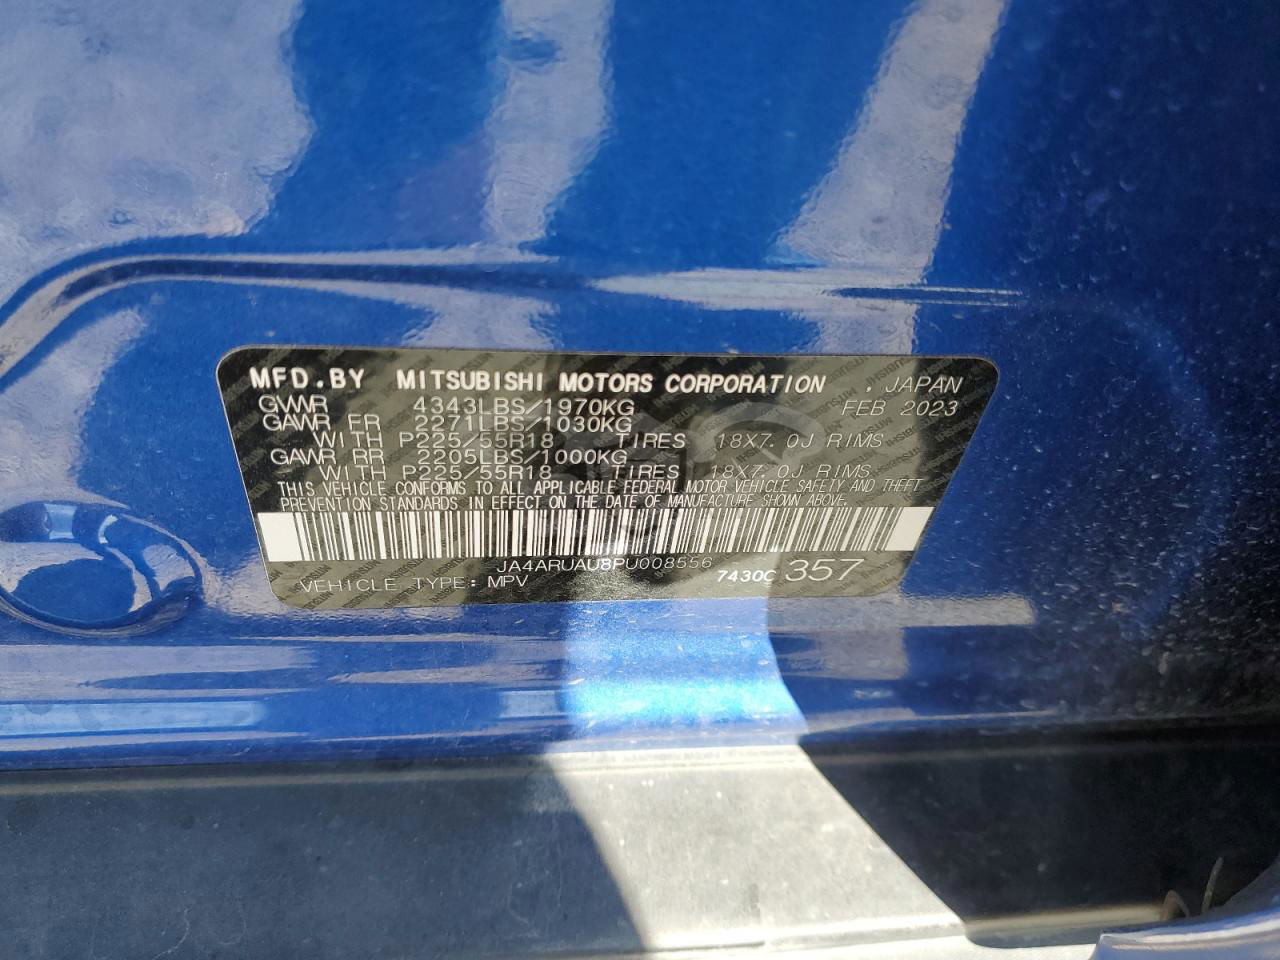 MFD.BY MITSUBISHI MOTORS CORPORATION , JAPAN
GVWR 4343LBS/1970KG FEB 2023
GAWR FR 2271LBS/1030KG
WITH P225/55R18 TIRES 18X7.0J RIMS
GAWR RR 2205LBS/1000KG
WITH P225/55R18 TIRES 18X7.0J RIMS
THIS VEHICLE CONFORMS TO ALL APPLICABLE FEDERAL MOTOR VEHICLE SAFETY AND THEFT
PREVENTION STANDARDS IN EFFECT ON THE DATE OF MANUFACTURE SHOWN ABOVE.
JA4ARUAU8PU008556
VEHICLE TYPE: MPV 7430C 357